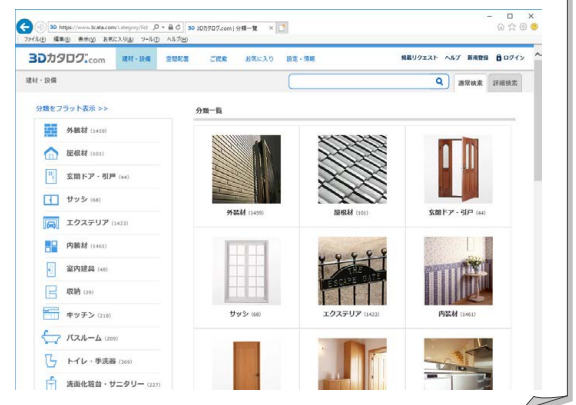 3D カタログ.com | 分類一覧
ファイル(F) 編集(E) 表示(V) お気に入り(A) ツール(T) ヘルプ(H)
3Dカタログ.com 建材・設備 空間配置 ご提案 お気に入り 設定・情報 掲載リクエスト ヘルプ 新規登録 ログイン
建材・設備 通常検索 詳細検索
分類をフラット表示 >>
分類一覧
外装材 (1459)
屋根材 (101)
玄関ドア・引戸 (44)
サッシ (68)
エクステリア (1423)
内装材 (1461)
室内建具 (48)
収納 (39)
キッチン (218)
バスルーム (209)
トイレ・手洗器 (369)
洗面化粧台・サニタリー (227)
外装材 (1459) 屋根材 (101) 玄関ドア・引戸 (44)
THE
ESCAPE GATE
サッシ (68) エクステリア (1423) 内装材 (1461)